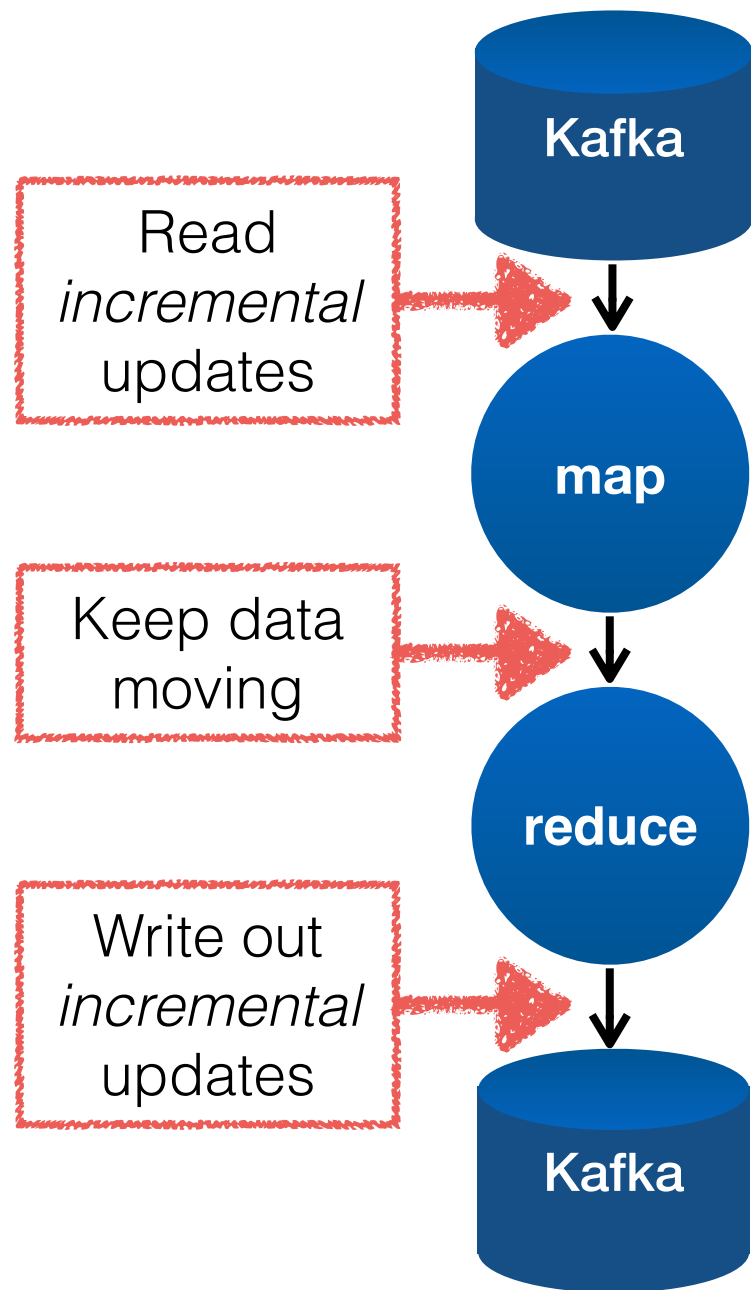 Kafka
Read
incremental
updates
map
Keep data
moving
reduce
Write out
incremental
updates
Kafka